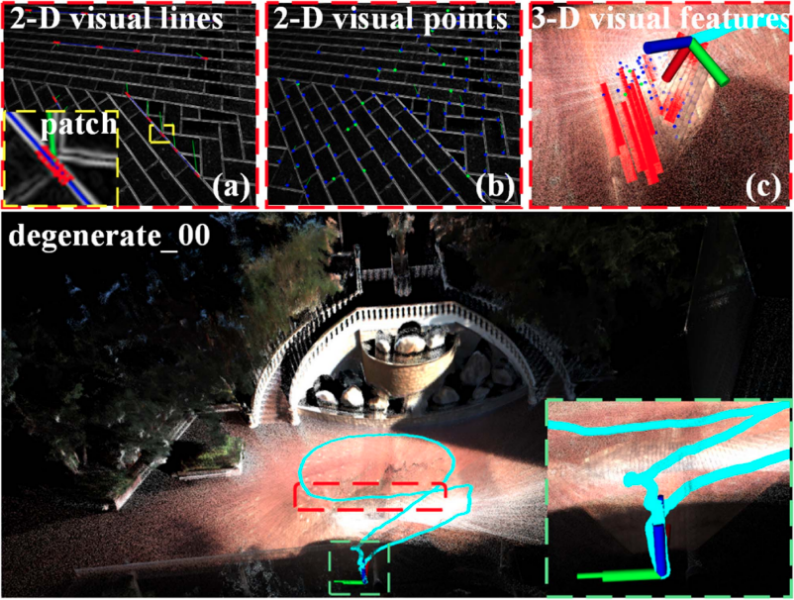 2-D visual lines
2-D visual points
3-D visual features
patch
(a)
(b)
(c)
degenerate_00